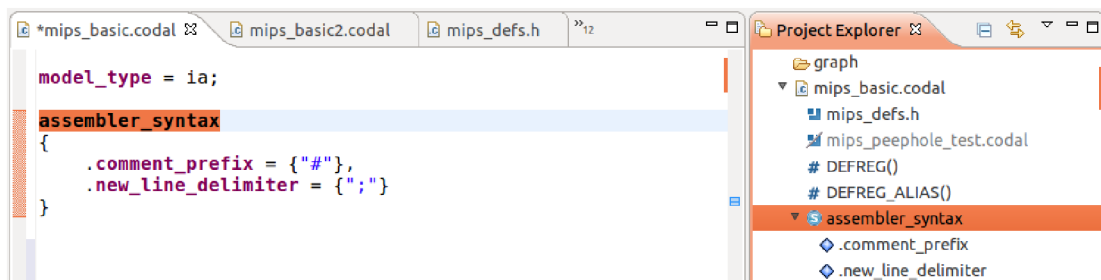 *mips_basic.codal
mips_basic2.codal
mips_defs.h
»12
model_type = ia;
assembler_syntax
{
.comment_prefix = {"#"},
.new_line_delimiter = {";"}
}
Project Explorer
graph
mips_basic.codal
mips_defs.h
mips_peephole_test.codal
# DEFREG()
# DEFREG_ALIAS()
assembler_syntax
.comment_prefix
.new_line_delimiter